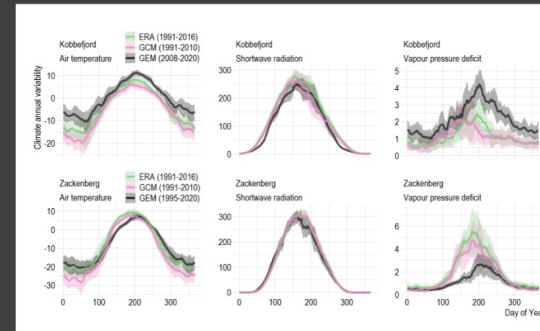 ERA (1991-2016)
GCM (1991-2010)
GEM (2008-2020)
Kobbefjord
Air temperature
Kobbefjord
Shortwave radiation
Kobbefjord
Vapour pressure deficit
Climate annual variability
10
0
-10
-20
300
200
100
0
5
4
3
2
1
0
ERA (1991-2016)
GCM (1991-2010)
GEM (1995-2020)
Zackenberg
Air temperature
Zackenberg
Shortwave radiation
Zackenberg
Vapour pressure deficit
10
0
-10
-20
-30
300
200
100
0
6
4
2
0
0 100 200 300
0 100 200 300
0 100 200 300
Day of Yea